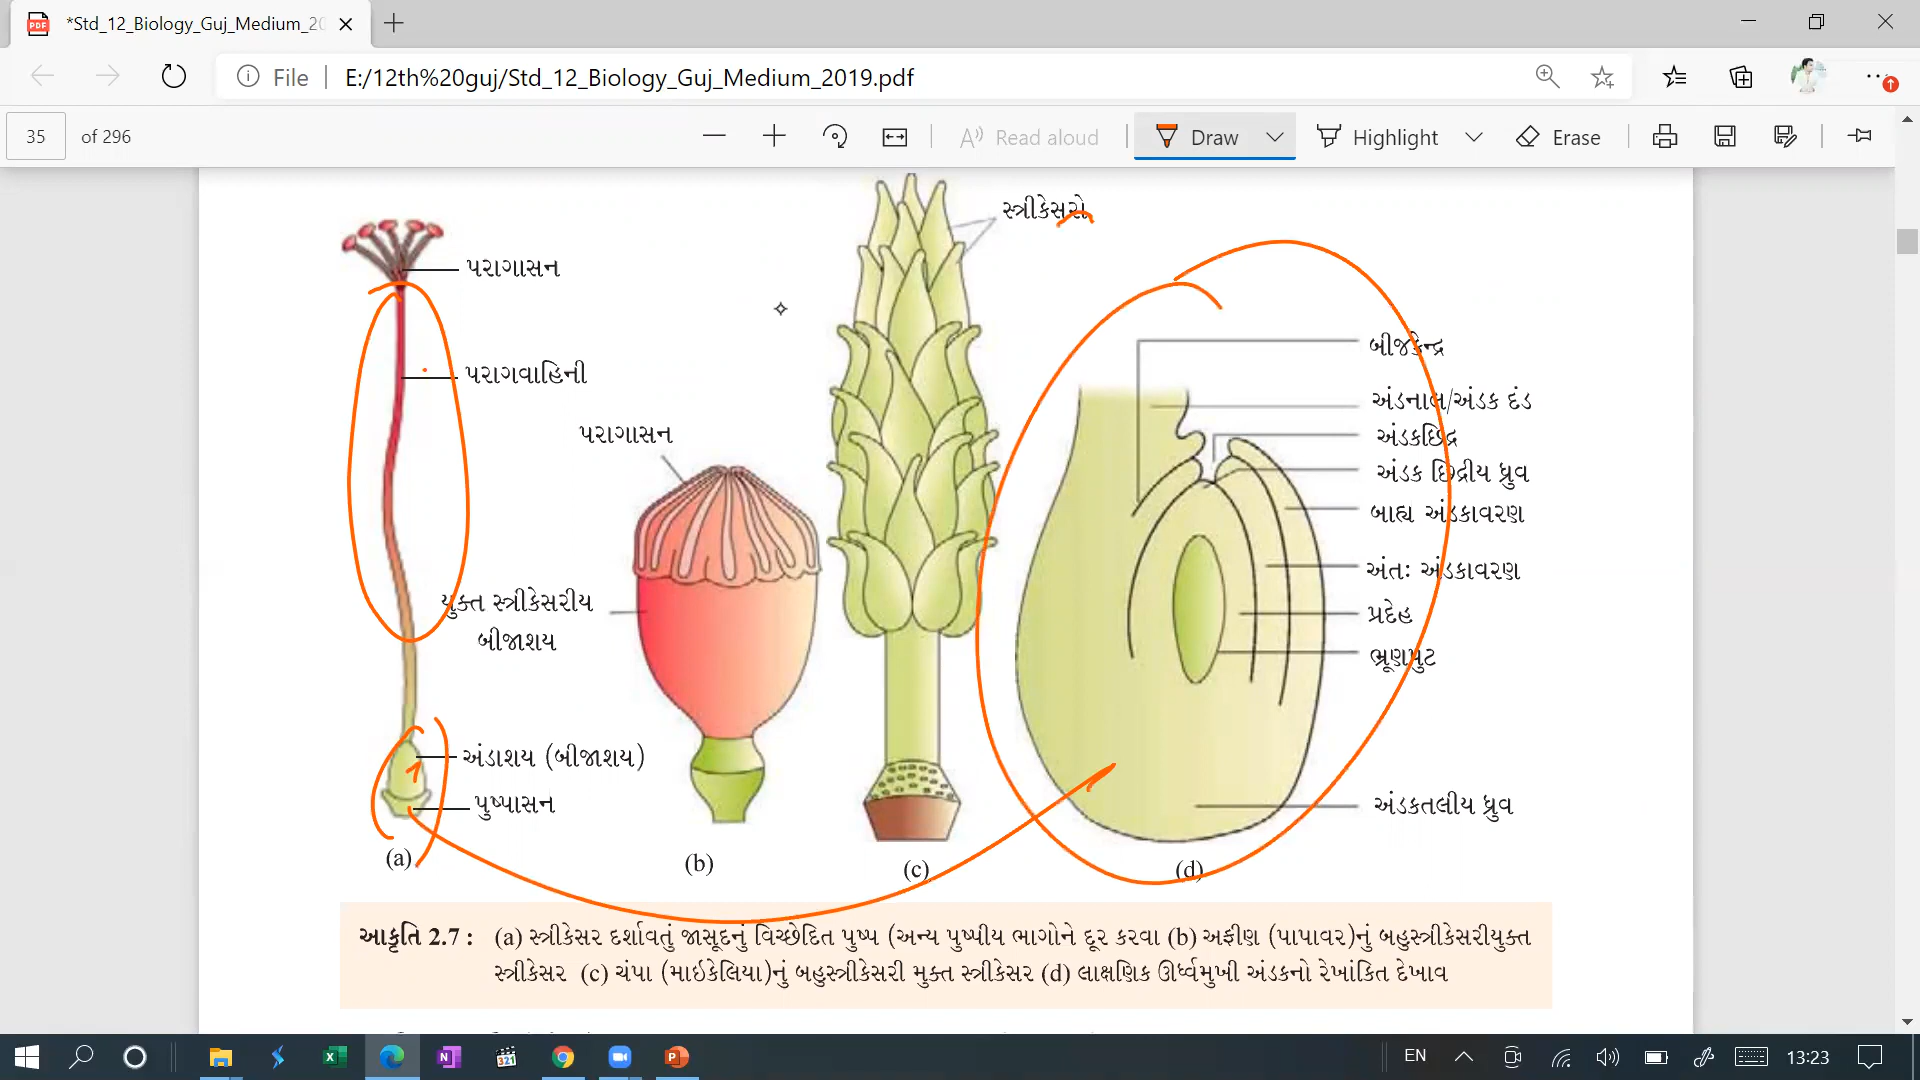 *Std_12_Biology_Guj_Medium_20
File
E:/12th%20guj/Std_12_Biology_Guj_Medium_2019.pdf
35 of 296
Read aloud
Draw
Highlight
Erase
સ્ત્રીકેસરો
પરાગાસન
પરાગવાહિની
પરાગાસન
યુક્ત સ્ત્રીકેસરીય
બીજાશય
અંડાશય (બીજાશય)
પુષ્પાસન
બીજકેન્દ્ર
અંડનાલ/અંડક દંડ
અંડકછિદ્ર
અંડક છિદ્રીય ધ્રુવ
બાહ્ય અંડકાવરણ
અંતઃ અંડકાવરણ
પ્રદેહ
ભ્રૂણપુટ
અંડકતલીય ધ્રુવ
(a)
(b)
(c)
(d)
આકૃતિ 2.7 : (a) સ્ત્રીકેસર દર્શાવતું જાસૂદનું વિચ્છેદિત પુષ્પ (અન્ય પુષ્પીય ભાગોને દૂર કરવા (b) અફીણ (પાપાવર)નું બહુસ્ત્રીકેસરીયુક્ત
સ્ત્રીકેસર (c) ચંપા (માઇકેલિયા)નું બહુસ્ત્રીકેસરી મુક્ત સ્ત્રીકેસર (d) લાક્ષણિક ઊર્ધ્વમુખી અંડકનો રેખાંકિત દેખાવ
EN
13:23